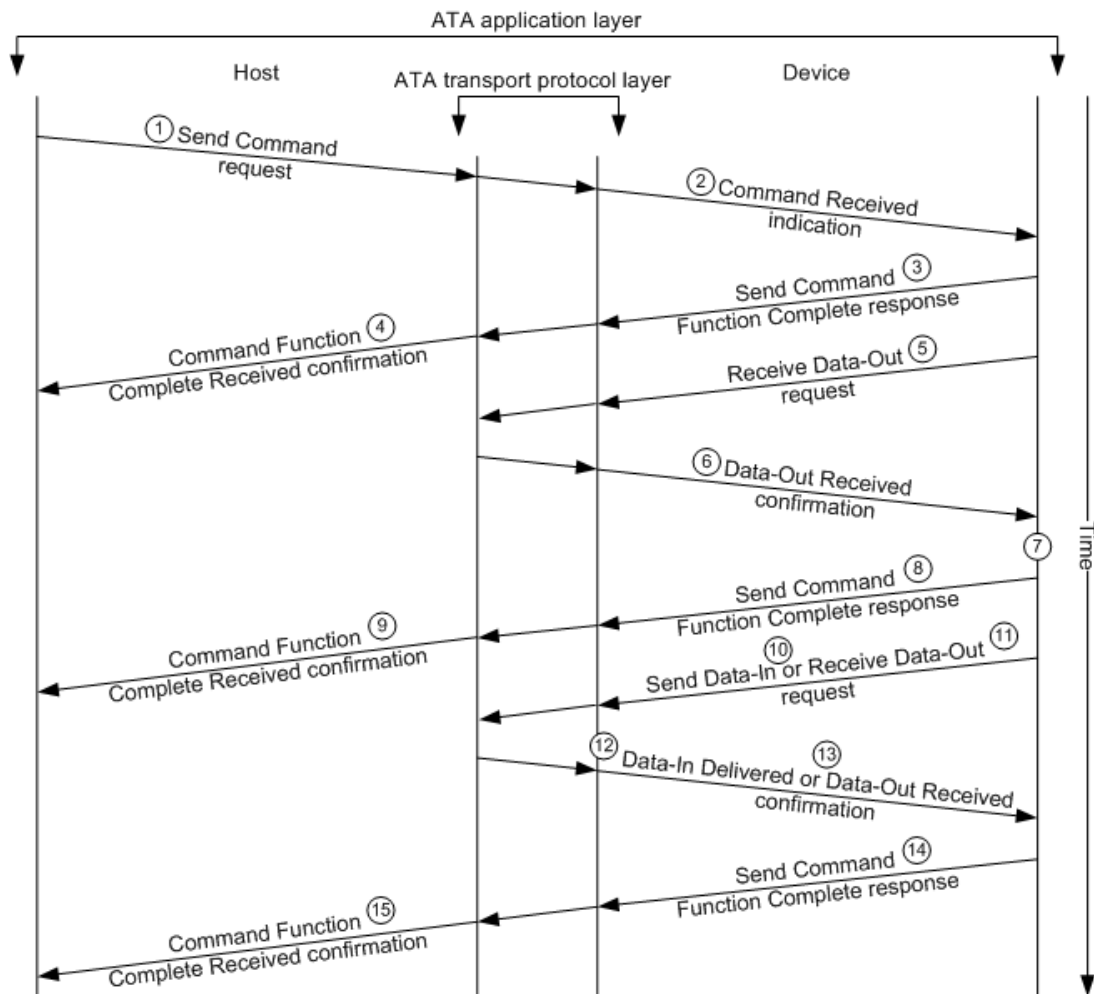 ATA application layer
Host
Device
ATA transport protocol layer
① Send Command
request
② Command Received
indication
Send Command ③
Function Complete response
Command Function ④
Complete Received confirmation
Receive Data-Out ⑤
request
⑥ Data-Out Received
confirmation
⑦
Time
Send Command ⑧
Function Complete response
Command Function ⑨
Complete Received confirmation
⑩ ⑪
Send Data-In or Receive Data-Out
request
⑫ ⑬
Data-In Delivered or Data-Out Received
confirmation
Send Command ⑭
Function Complete response
Command Function ⑮
Complete Received confirmation